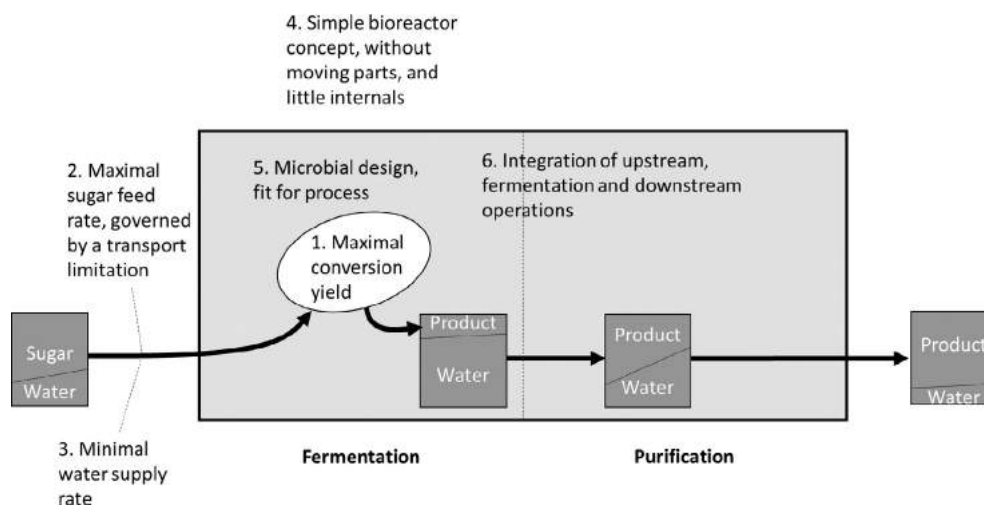 4. Simple bioreactor
concept, without
moving parts, and
little internals
2. Maximal
sugar feed
rate, governed
by a transport
limitation
5. Microbial design,
fit for process
6. Integration of upstream,
fermentation and downstream
operations
1. Maximal
conversion
yield
Sugar
Water
Product
Water
Product
Water
Product
Water
3. Minimal
water supply
rate
Fermentation
Purification